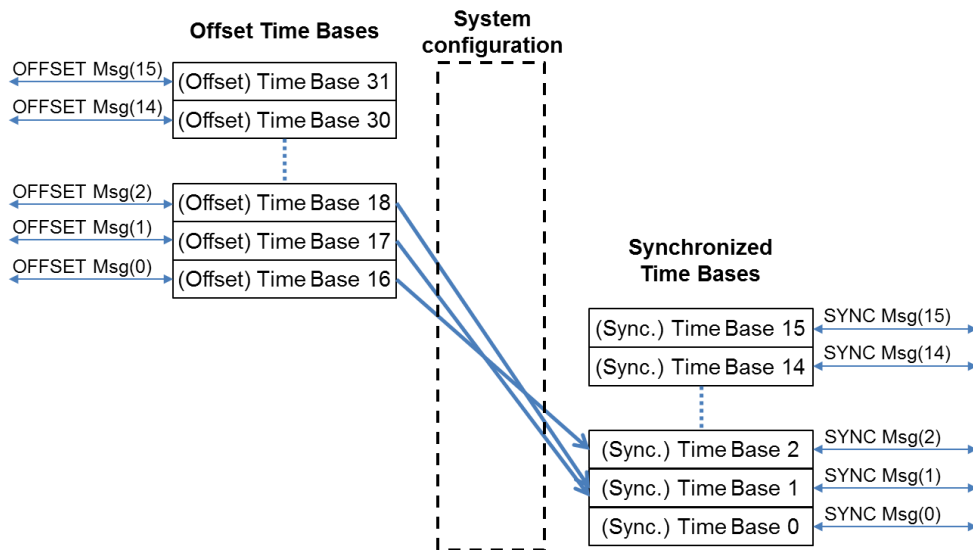 Offset Time Bases
System
configuration
OFFSET Msg(15)
(Offset) Time Base 31
OFFSET Msg(14)
(Offset) Time Base 30
OFFSET Msg(2)
(Offset) Time Base 18
OFFSET Msg(1)
(Offset) Time Base 17
OFFSET Msg(0)
(Offset) Time Base 16
Synchronized
Time Bases
(Sync.) Time Base 15
SYNC Msg(15)
(Sync.) Time Base 14
SYNC Msg(14)
(Sync.) Time Base 2
SYNC Msg(2)
(Sync.) Time Base 1
SYNC Msg(1)
(Sync.) Time Base 0
SYNC Msg(0)